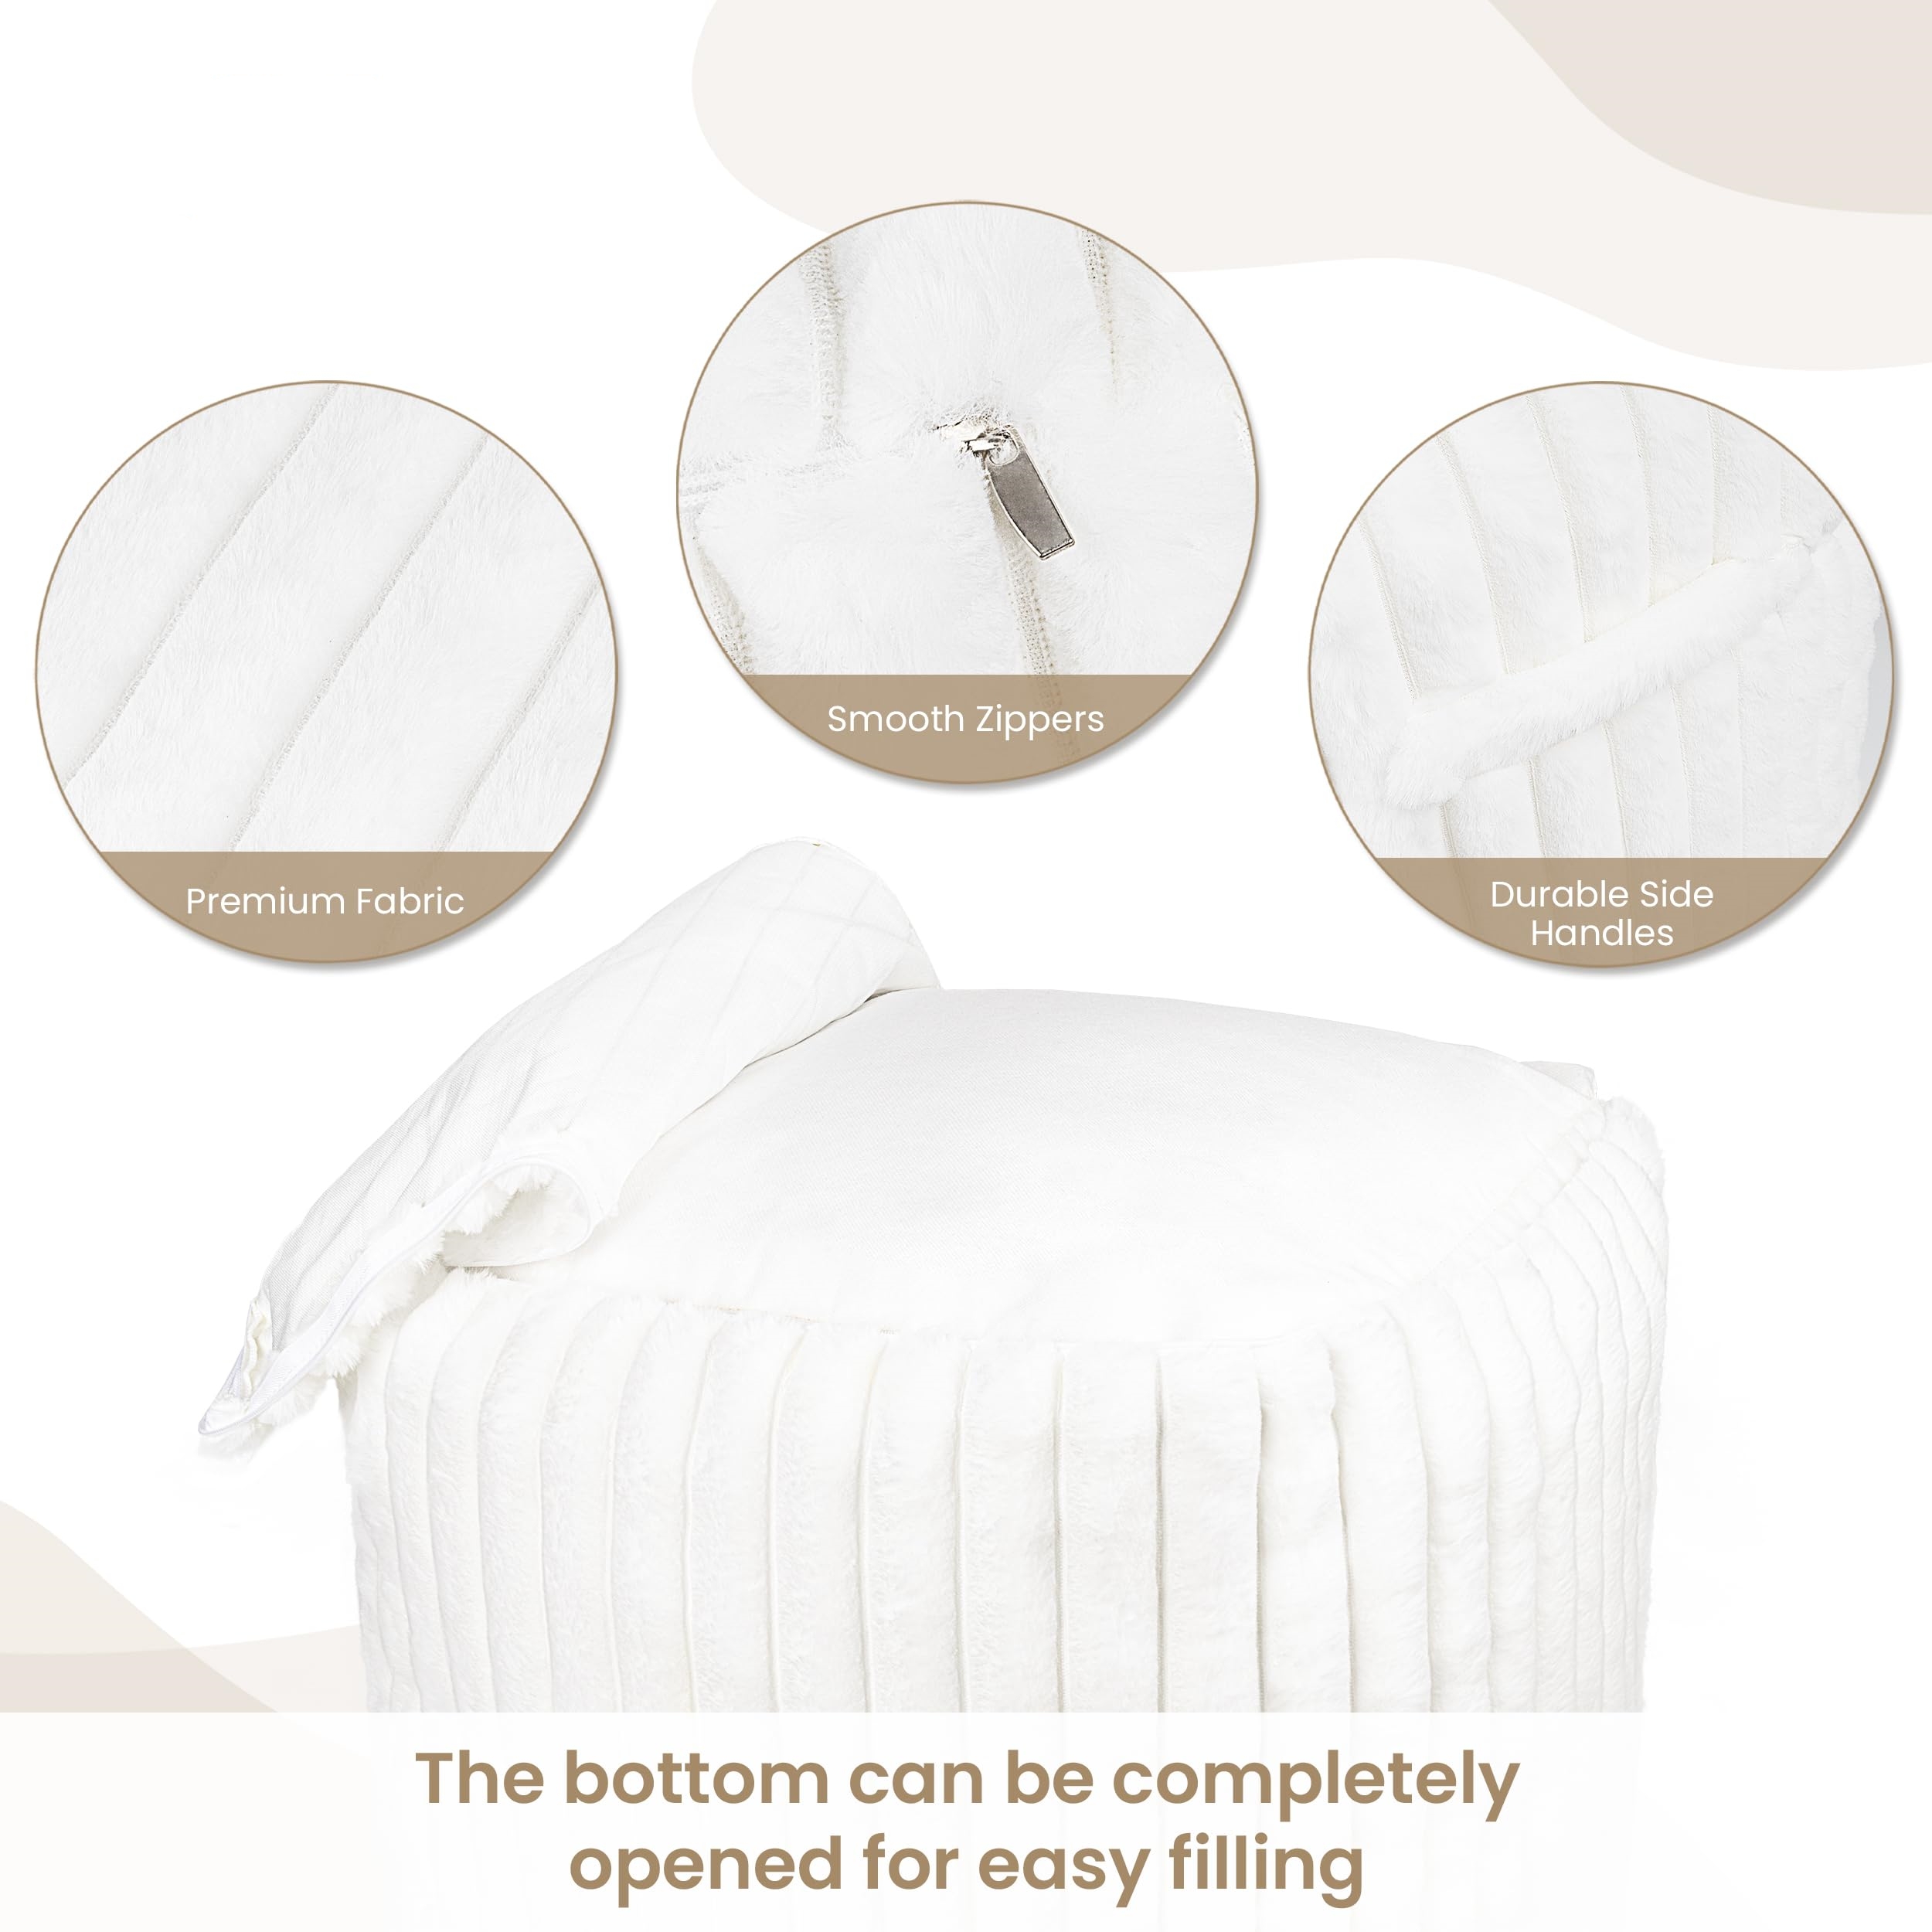 Smooth Zippers
Premium Fabric
Durable Side
Handles
The bottom can be completely
opened for easy filling